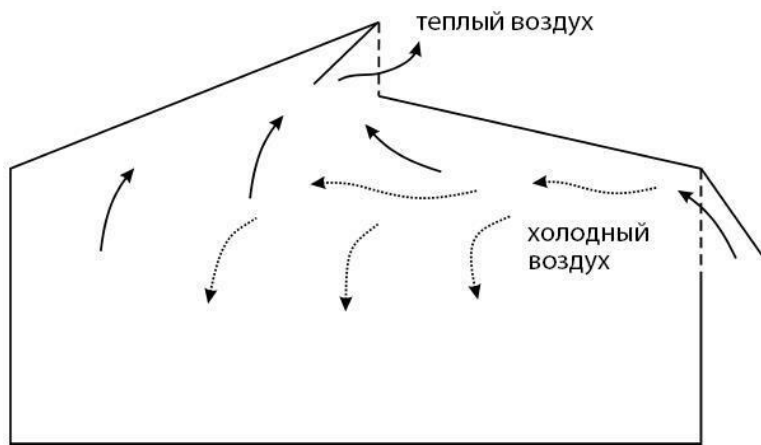 теплый воздух
холодный
воздух